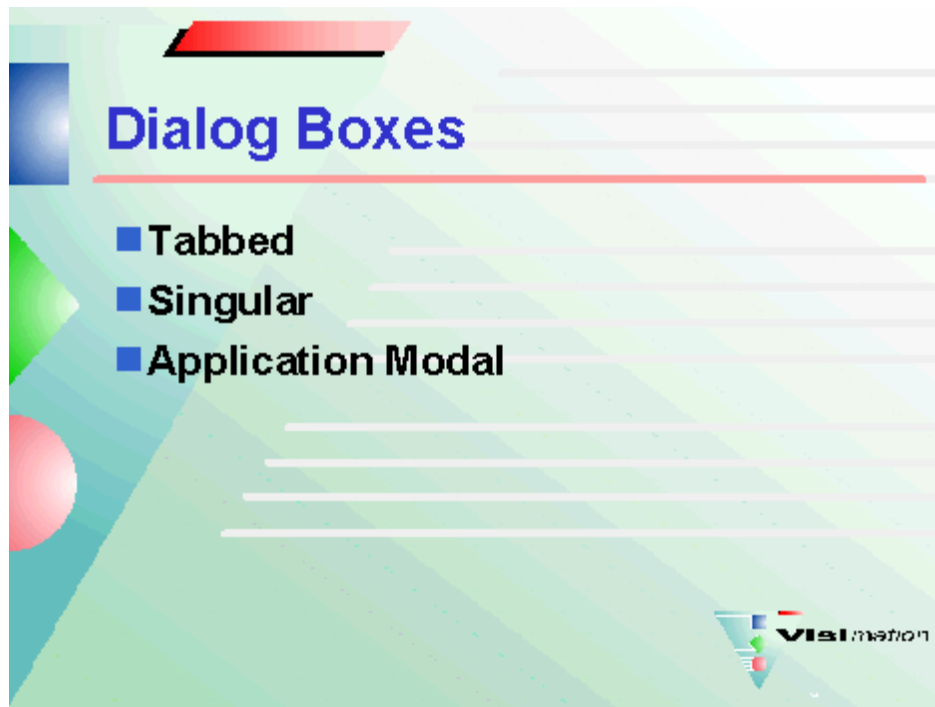 Dialog Boxes
Tabbed
Singular
Application Modal
Visimation